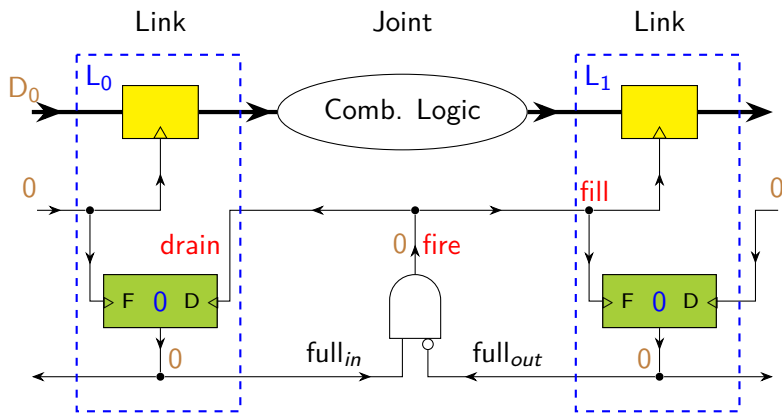 Link Joint Link
L0 L1
D0
Comb. Logic
0 fill 0
drain 0 fire
F 0 D F 0 D
0 fullin fullout 0